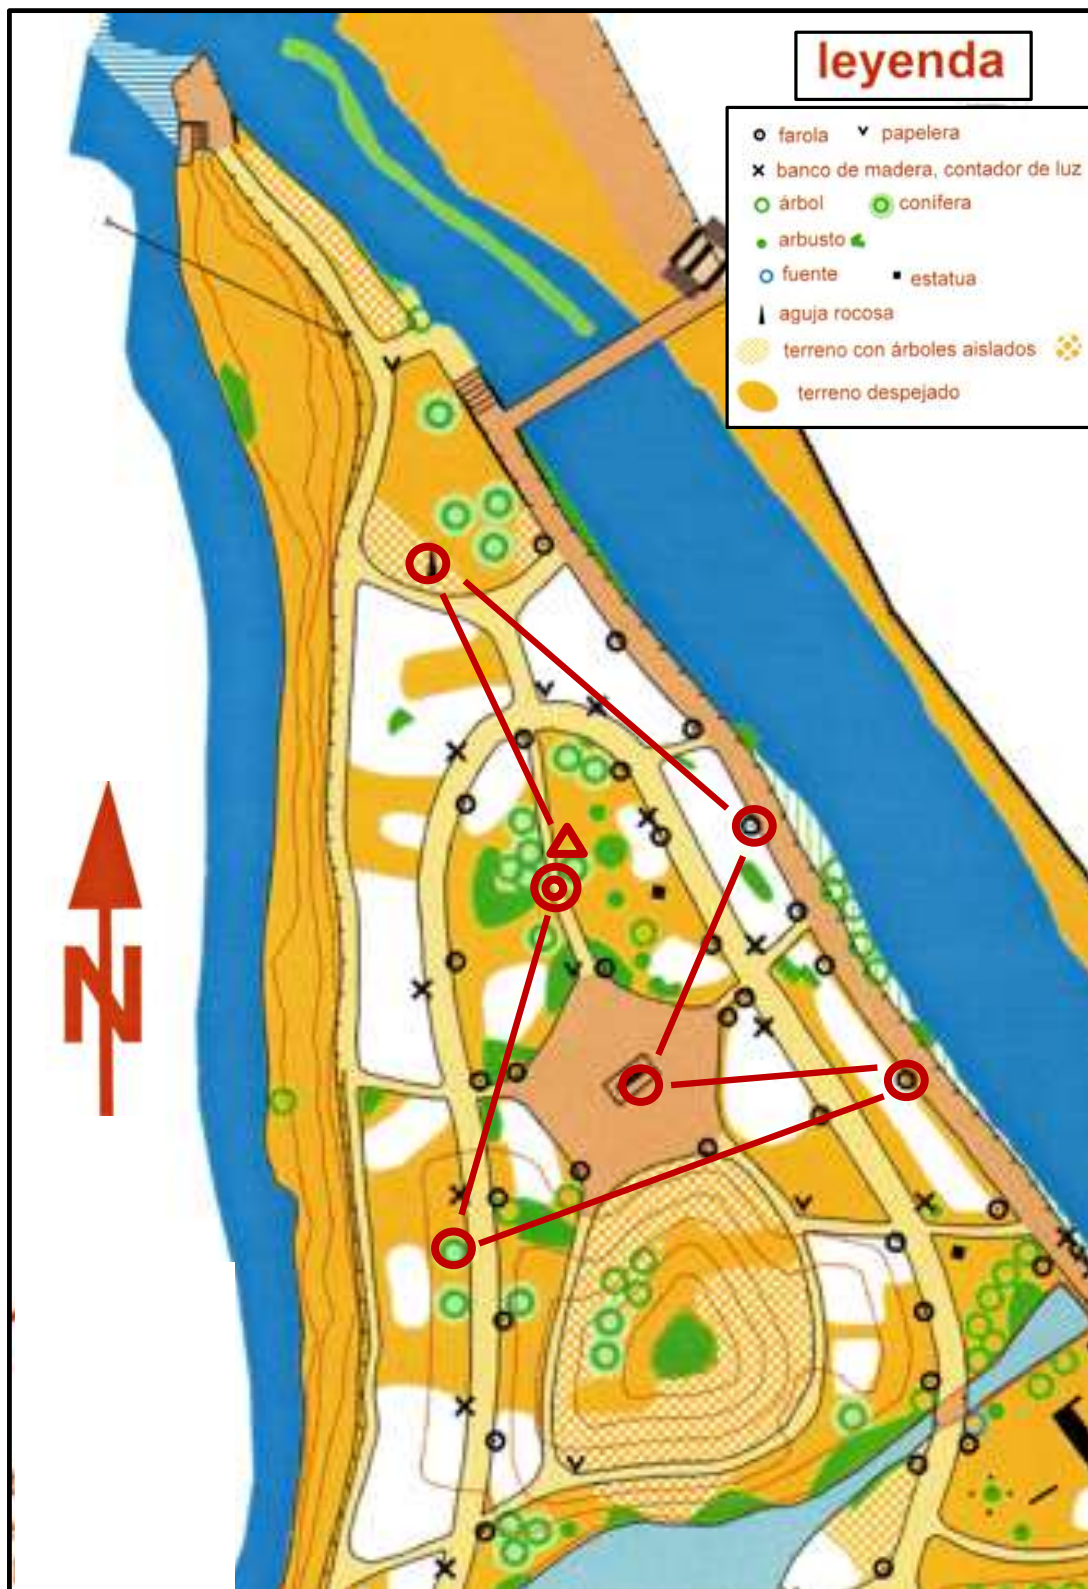 leyenda
farola papelera
banco de madera, contador de luz
árbol conífera
arbusto
fuente estatua
aguja rocosa
terreno con árboles aislados
terreno despejado
N